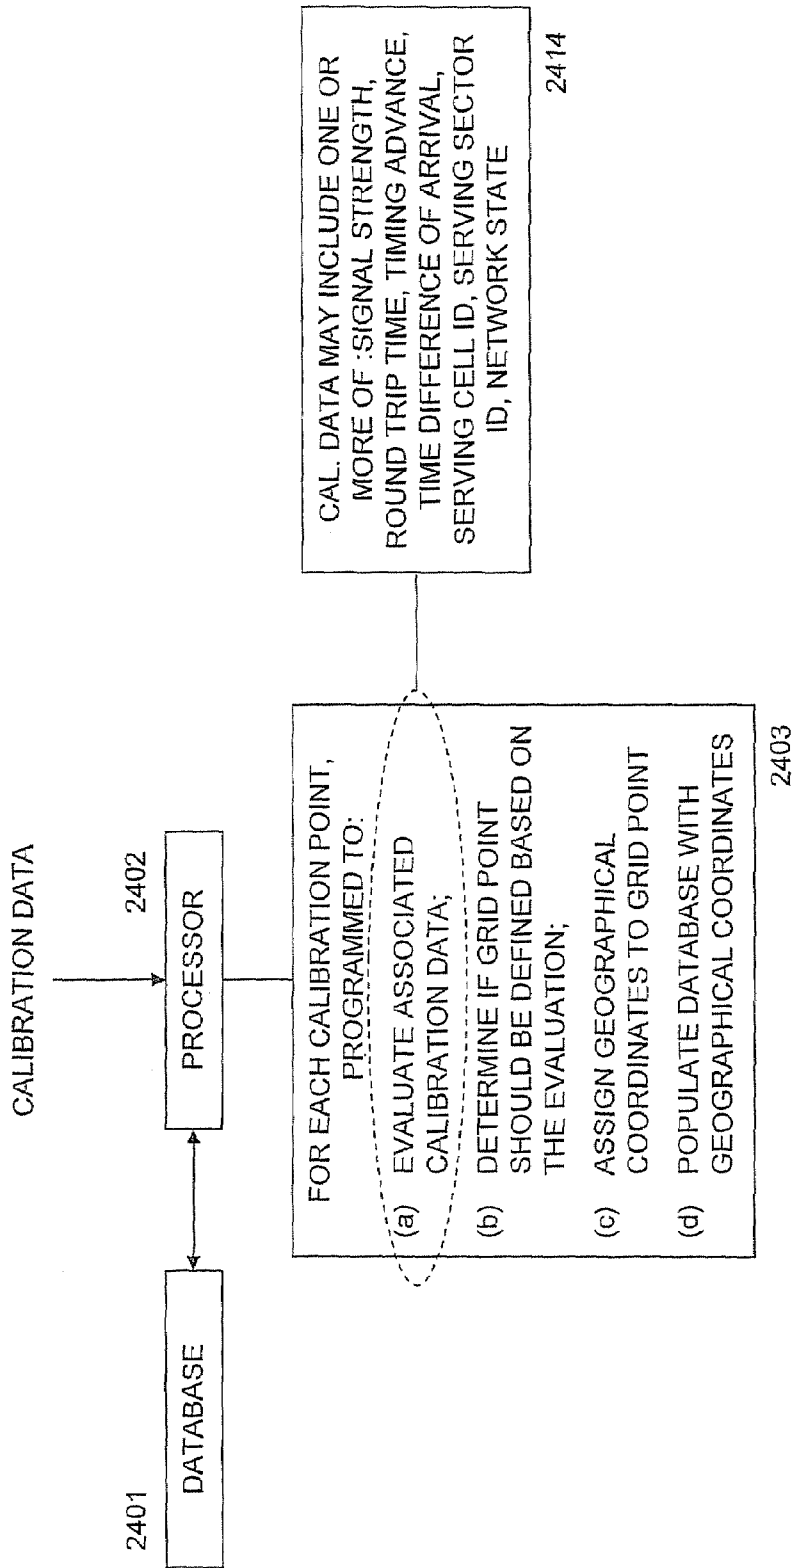 CALIBRATION DATA
2401
DATABASE
PROCESSOR
2402
FOR EACH CALIBRATION POINT,
PROGRAMMED TO:
(a) EVALUATE ASSOCIATED
CALIBRATION DATA;
(b) DETERMINE IF GRID POINT
SHOULD BE DEFINED BASED ON
THE EVALUATION;
(c) ASSIGN GEOGRAPHICAL
COORDINATES TO GRID POINT
(d) POPULATE DATABASE WITH
GEOGRAPHICAL COORDINATES
2403
CAL. DATA MAY INCLUDE ONE OR
MORE OF :SIGNAL STRENGTH,
ROUND TRIP TIME, TIMING ADVANCE,
TIME DIFFERENCE OF ARRIVAL,
SERVING CELL ID, SERVING SECTOR
ID, NETWORK STATE
2414